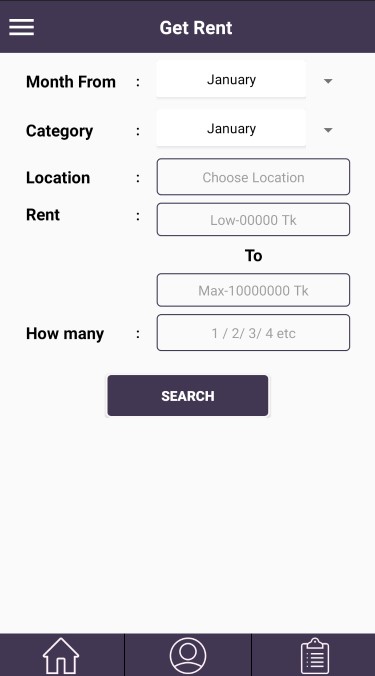 Get Rent
Month From : January
Category : January
Location : Choose Location
Rent : Low-00000 Tk
To
Max-10000000 Tk
How many : 1 / 2/ 3/ 4 etc
SEARCH